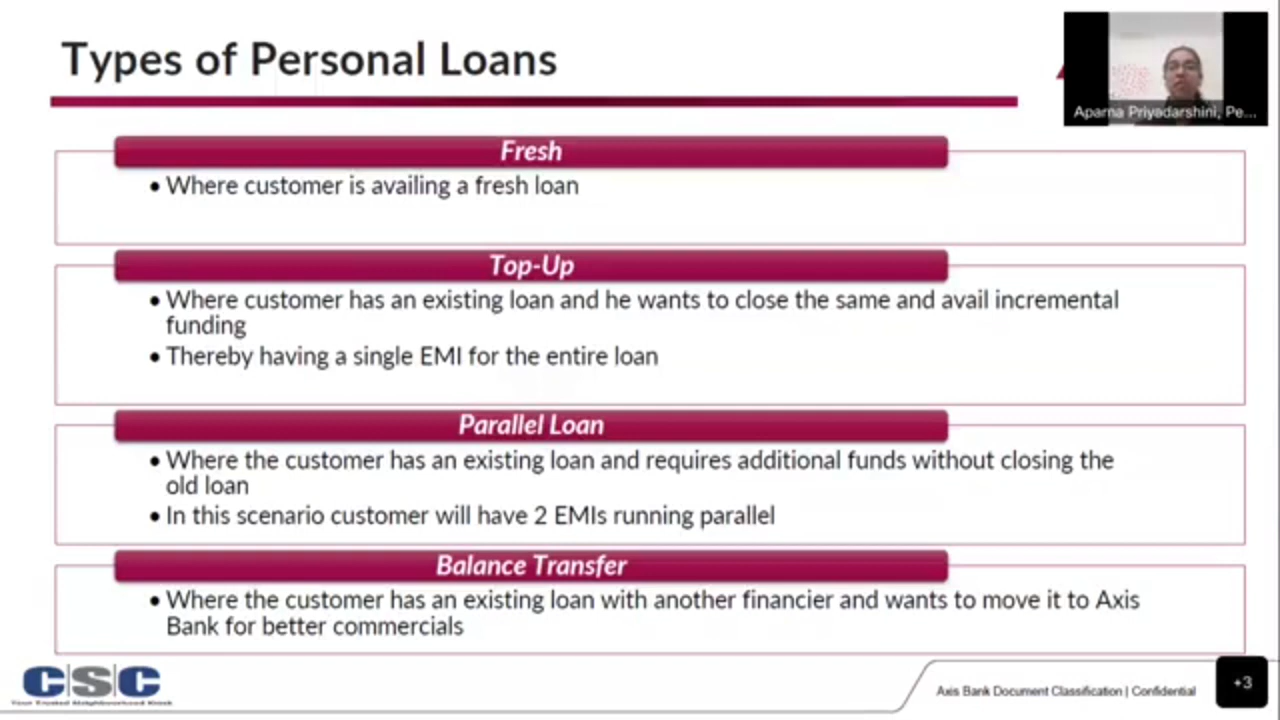 Types of Personal Loans
Aparna Priyadarshini, Pe...
Fresh
• Where customer is availing a fresh loan
Top-Up
• Where customer has an existing loan and he wants to close the same and avail incremental
funding
• Thereby having a single EMI for the entire loan
Parallel Loan
• Where the customer has an existing loan and requires additional funds without closing the
old loan
• In this scenario customer will have 2 EMIs running parallel
Balance Transfer
• Where the customer has an existing loan with another financier and wants to move it to Axis
Bank for better commercials
CSC
Your Trusted Neighbourhood Kiosk
Axis Bank Document Classification | Confidential
+3